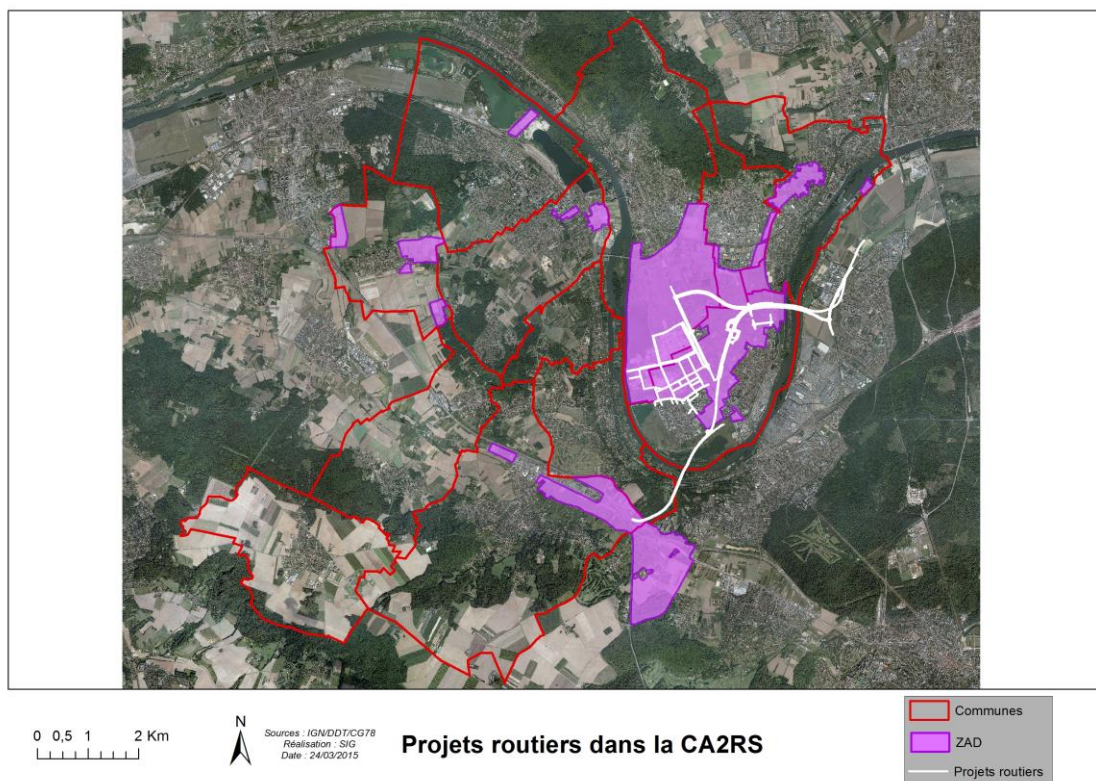 0 0,5 1 2 Km
N
Sources : IGN/DDT/CG78
Réalisation : SIG
Date : 24/03/2015
Projets routiers dans la CA2RS
Communes
ZAD
Projets routiers